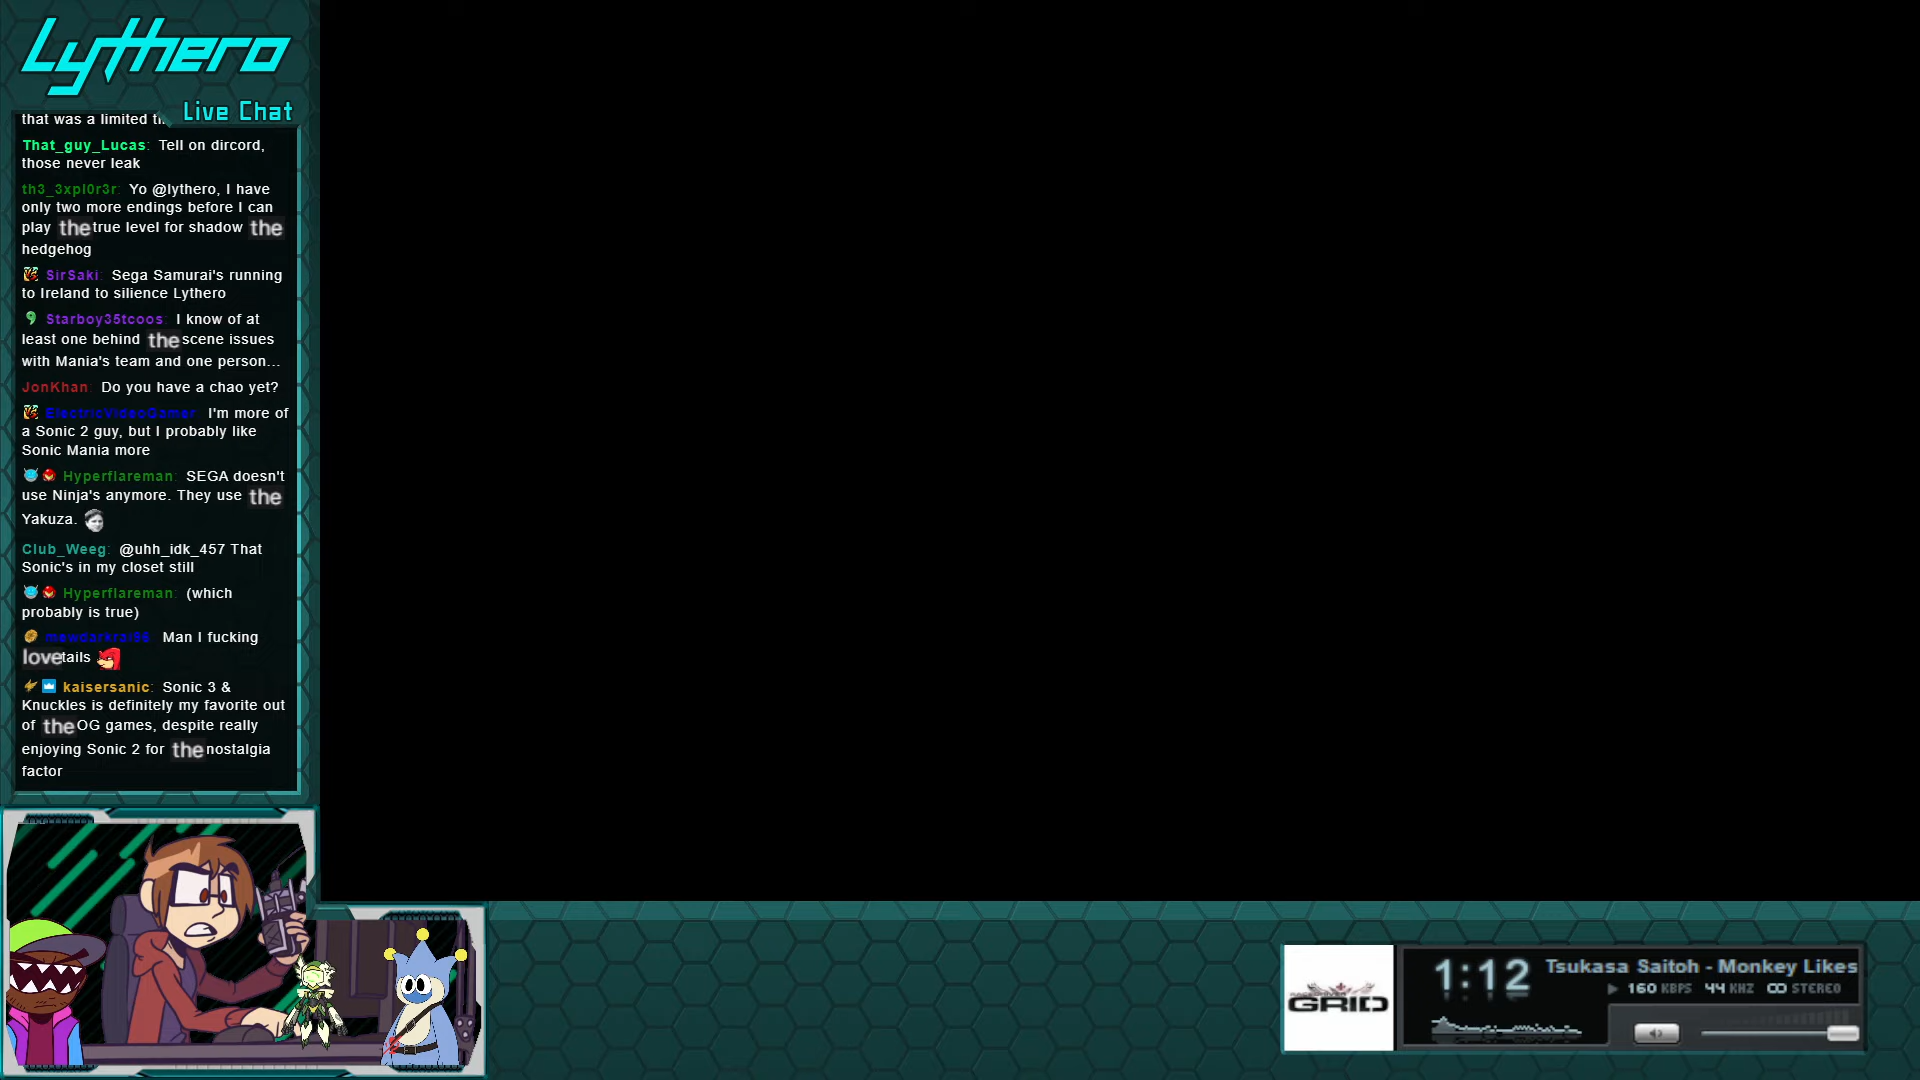 Lythero
Live Chat
that was a limited
That_guy_Lucas: Tell on dircord,
those never leak
th3_3xpl0r3r: Yo @lythero, I have
only two more endings before I can
play the true level for shadow the
hedgehog
SirSaki: Sega Samurai's running
to Ireland to silience Lythero
Starboy35tcoos: I know of at
least one behind the scene issues
with Mania's team and one person...
JonKhan: Do you have a chao yet?
ElectricVideoGamer: I'm more of
a Sonic 2 guy, but I probably like
Sonic Mania more
Hyperflareman: SEGA doesn't
use Ninja's anymore. They use the
Yakuza.
Club_Weeg: @uhh_idk_457 That
Sonic's in my closet still
Hyperflareman: (which
probably is true)
mewdarkrai96: Man I fucking
love tails
kaisersanic: Sonic 3 &
Knuckles is definitely my favorite out
of the OG games, despite really
enjoying Sonic 2 for the nostalgia
factor
GRID
1:12
Tsukasa Saitoh - Monkey Likes
160 KBPS 44 KHZ STEREO